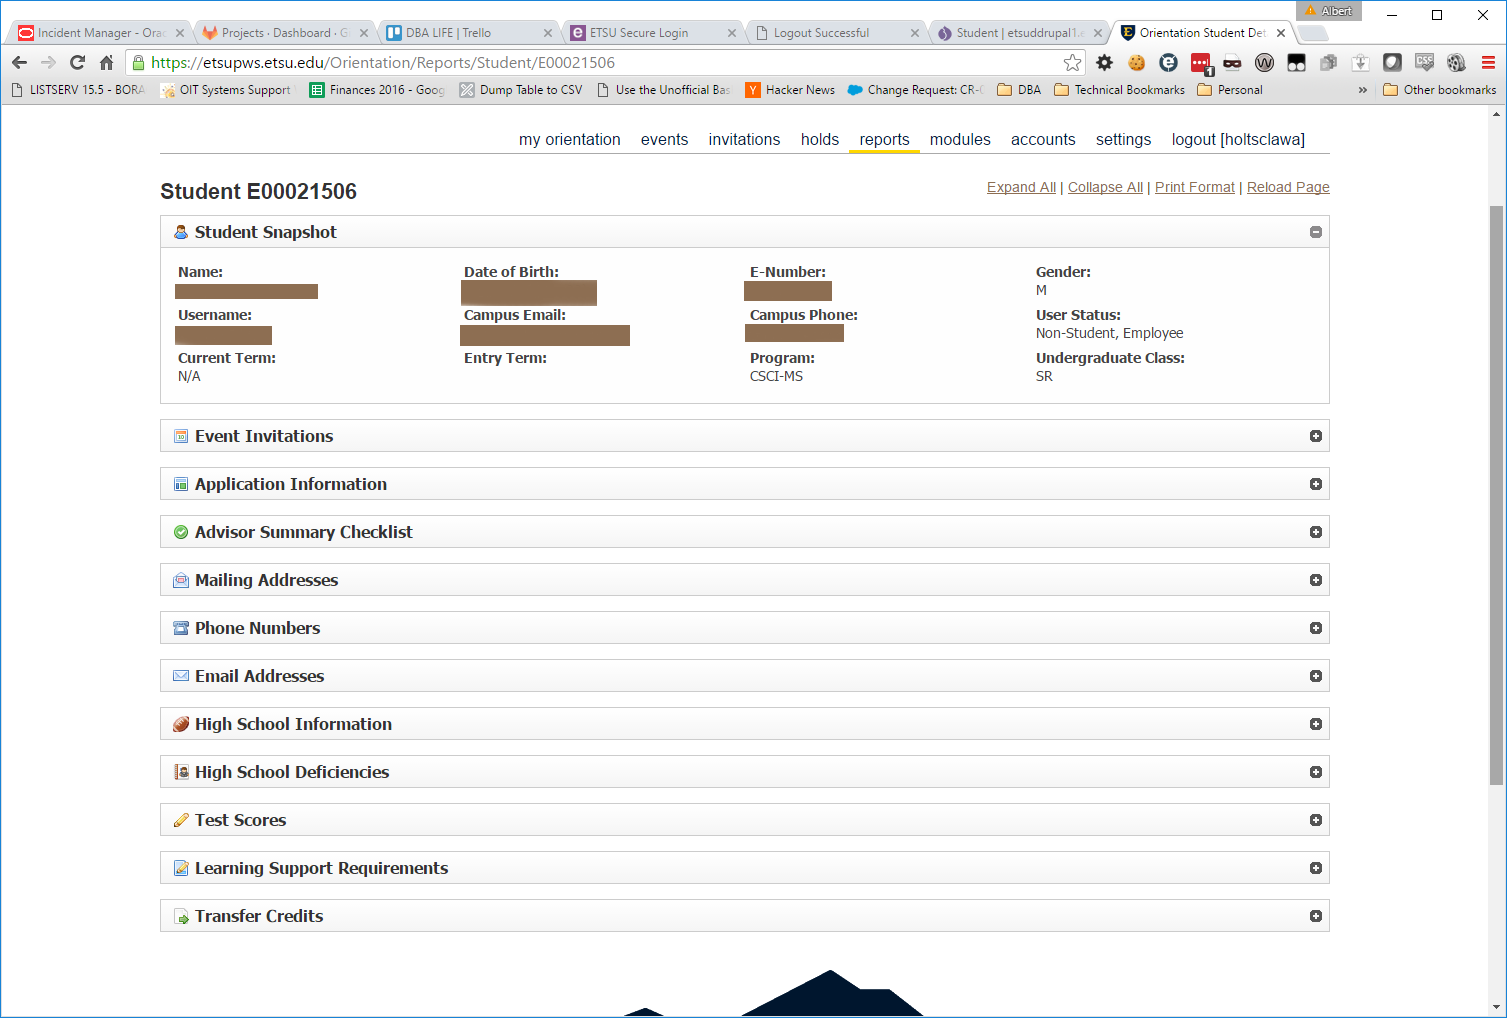 Albert
Incident Manager - Orac
Projects · Dashboard · G
DBA LIFE | Trello
ETSU Secure Login
Logout Successful
Student | etsuddrupal1.e
Orientation Student Det
https://etsupws.etsu.edu/Orientation/Reports/Student/E00021506
LISTSERV 15.5 - BORA
OIT Systems Support
Finances 2016 - Goog
Dump Table to CSV
Use the Unofficial Bas
Hacker News
Change Request: CR-0
DBA
Technical Bookmarks
Personal
»
Other bookmarks
my orientation events invitations holds reports modules accounts settings logout [holtsclawa]
Student E00021506
Expand All | Collapse All | Print Format | Reload Page
Student Snapshot
Name: Date of Birth: E-Number: Gender:
M
Username: Campus Email: Campus Phone: User Status:
Non-Student, Employee
Current Term: Entry Term: Program: Undergraduate Class:
N/A CSCI-MS SR
Event Invitations
Application Information
Advisor Summary Checklist
Mailing Addresses
Phone Numbers
Email Addresses
High School Information
High School Deficiencies
Test Scores
Learning Support Requirements
Transfer Credits